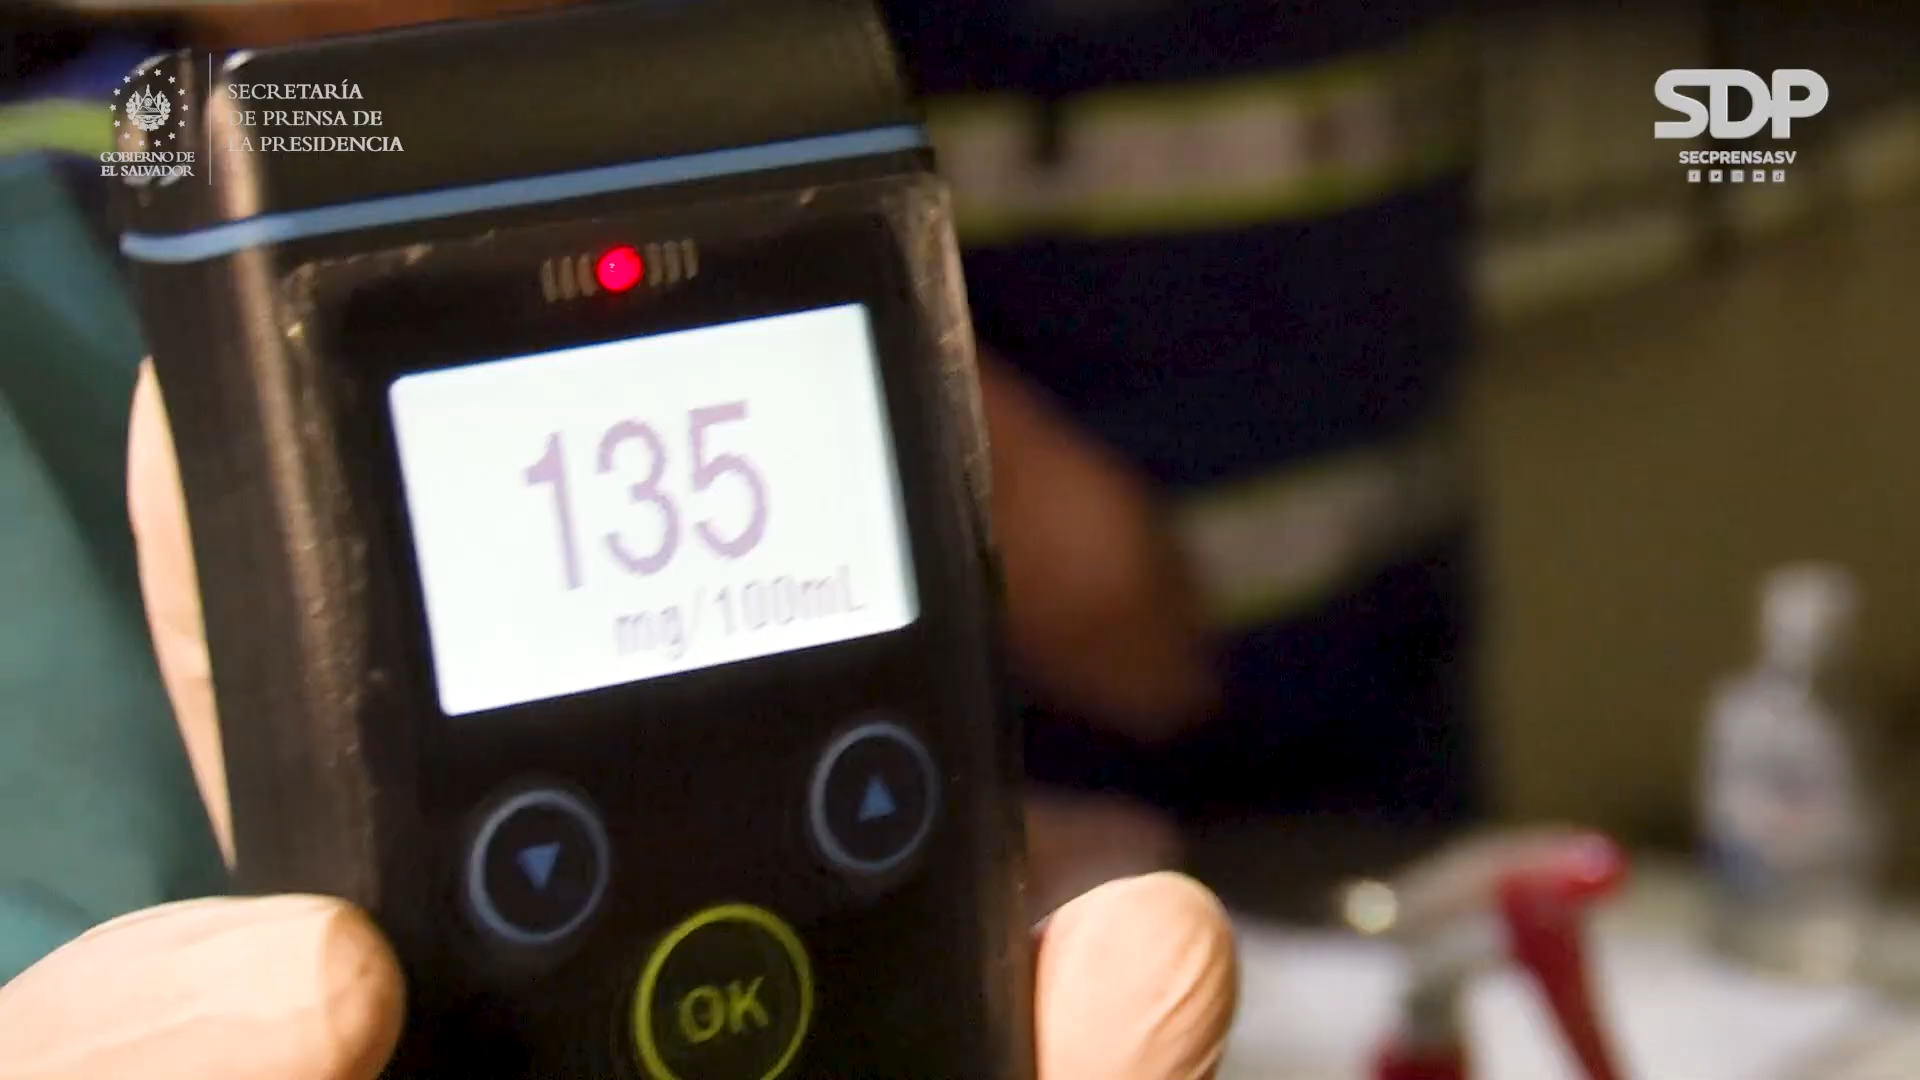 SECRETARÍA
DE PRENSA DE
LA PRESIDENCIA
GOBIERNO DE
EL SALVADOR
SDP
SECPRENSASV
135
mg/100mL
OK